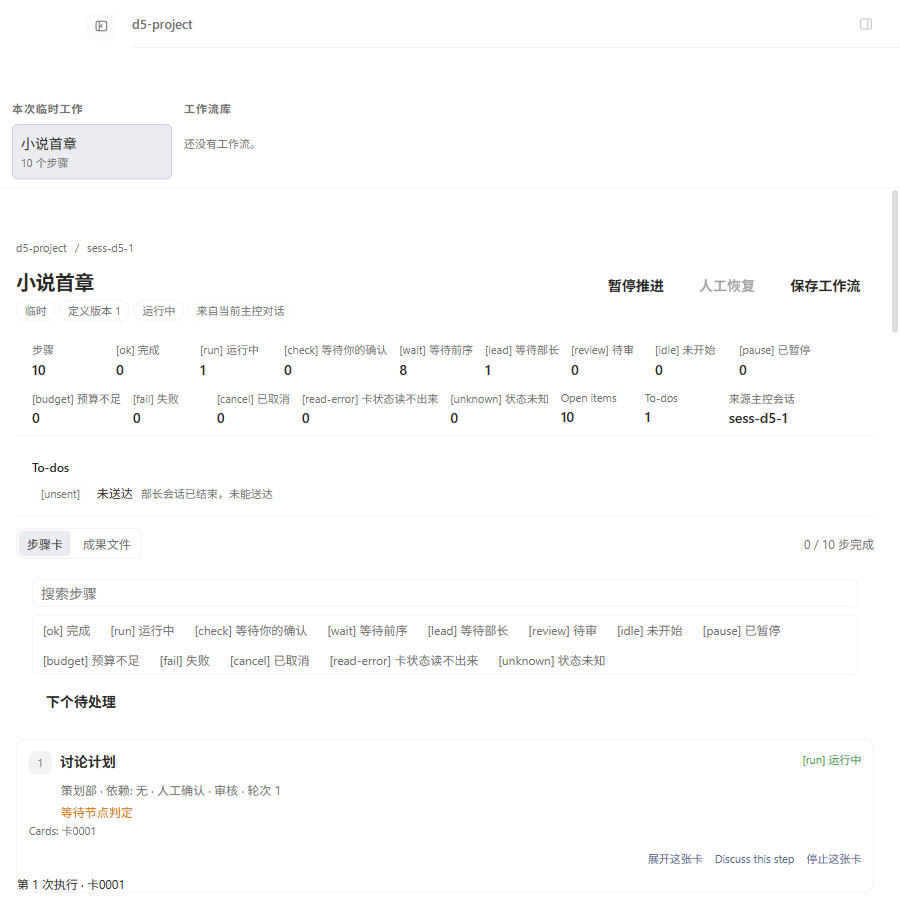 d5-project
本次临时工作
工作流库
小说首章
10 个步骤
还没有工作流。
d5-project / sess-d5-1
小说首章
暂停推进 人工恢复 保存工作流
临时 定义版本 1 运行中 来自当前主控对话
步骤 [ok] 完成 [run] 运行中 [check] 等待你的确认 [wait] 等待前序 [lead] 等待部长 [review] 待审 [idle] 未开始 [pause] 已暂停
10 0 1 0 8 1 0 0 0
[budget] 预算不足 [fail] 失败 [cancel] 已取消 [read-error] 卡状态读不出来 [unknown] 状态未知 Open items To-dos 来源主控会话
0 0 0 0 0 10 1 sess-d5-1
To-dos
[unsent] 未送达 部长会话已结束，未能送达
步骤卡 成果文件 0 / 10 步完成
搜索步骤
[ok] 完成 [run] 运行中 [check] 等待你的确认 [wait] 等待前序 [lead] 等待部长 [review] 待审 [idle] 未开始 [pause] 已暂停
[budget] 预算不足 [fail] 失败 [cancel] 已取消 [read-error] 卡状态读不出来 [unknown] 状态未知
下个待处理
1 讨论计划 [run] 运行中
策划部 · 依赖: 无 · 人工确认 · 审核 · 轮次 1
等待节点判定
Cards: 卡0001
展开这张卡 Discuss this step 停止这张卡
第 1 次执行 · 卡0001